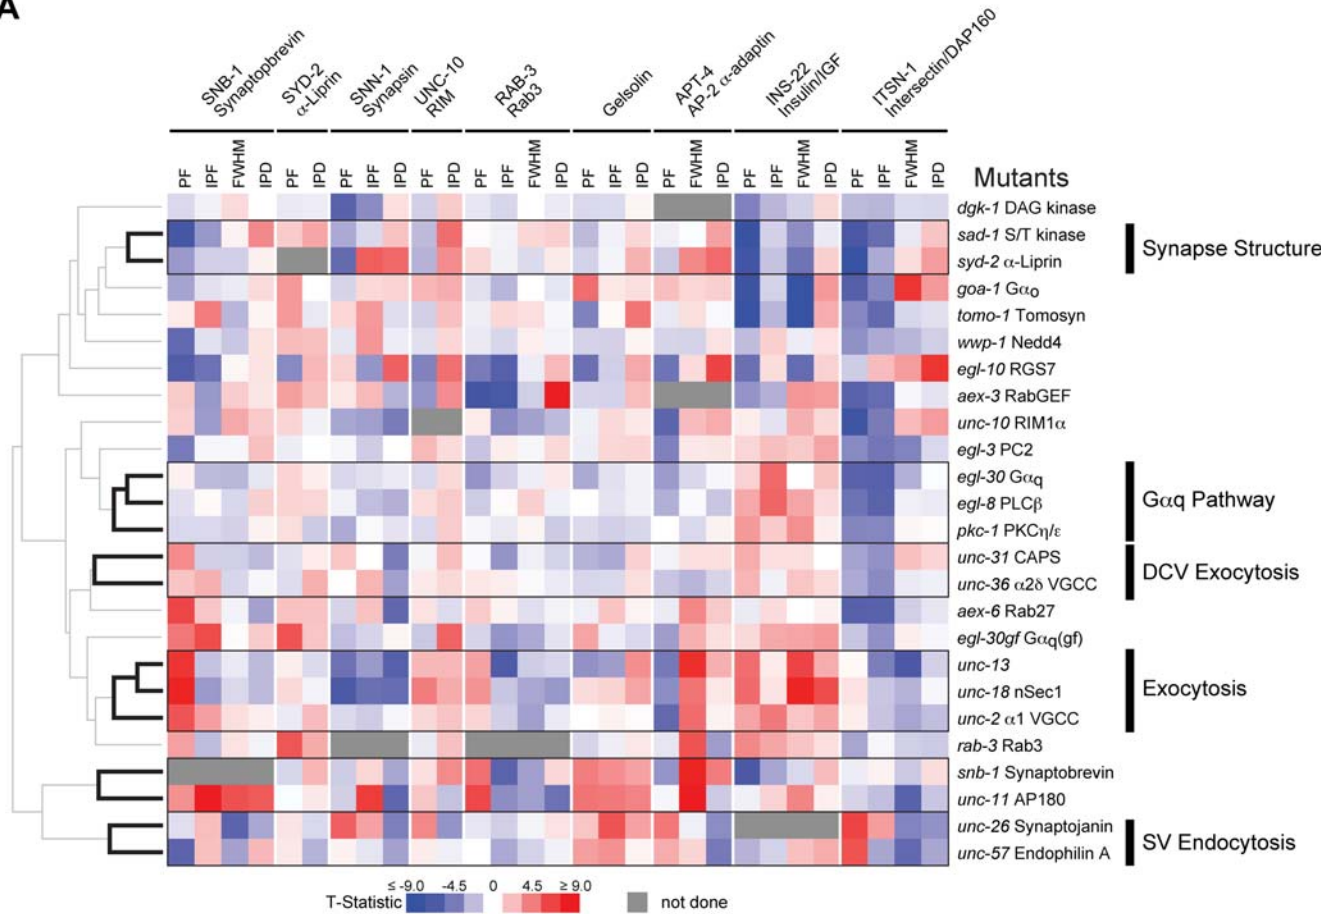 A
SNB-1 Synaptopbrevin
SYD-2 α-Liprin
SNN-1 Synapsin
UNC-10 RIM
RAB-3 Rab3
Gelsolin
APT-4 AP-2 α-adaptin
INS-22 Insulin/IGF
ITSN-1 Intersectin/DAP160
PF IPF FWHM IPD PF IPD PF IPF IPD PF IPD PF IPF FWHM IPD PF IPF IPD PF FWHM IPD PF IPF FWHM IPD PF IPF FWHM IPD
Mutants
dgk-1 DAG kinase
sad-1 S/T kinase
syd-2 α-Liprin
Synapse Structure
goa-1 Gαo
tomo-1 Tomosyn
wwp-1 Nedd4
egl-10 RGS7
aex-3 RabGEF
unc-10 RIM1α
egl-3 PC2
egl-30 Gαq
egl-8 PLCβ
pkc-1 PKCη/ε
Gαq Pathway
unc-31 CAPS
unc-36 α2δ VGCC
DCV Exocytosis
aex-6 Rab27
egl-30gf Gαq(gf)
unc-13
unc-18 nSec1
unc-2 α1 VGCC
Exocytosis
rab-3 Rab3
snb-1 Synaptobrevin
unc-11 AP180
unc-26 Synaptojanin
unc-57 Endophilin A
SV Endocytosis
≤ -9.0 -4.5 0 4.5 ≥ 9.0
T-Statistic
not done